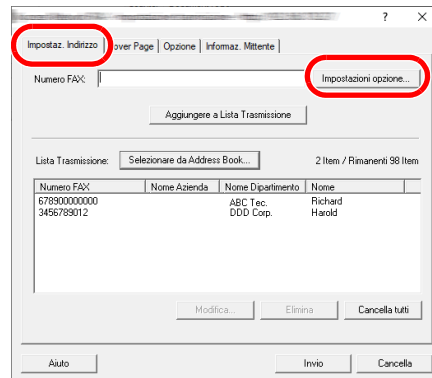 ? ×
Impostaz. Indirizzo over Page Opzione Informaz. Mittente
Numero FAX: Impostazioni opzione...
Aggiungere a Lista Trasmissione
Lista Trasmissione: Selezionare da Address Book... 2 Item / Rimanenti 98 Item
Numero FAX Nome Azienda Nome Dipartimento Nome
678900000000 ABC Tec. Richard
3456789012 DDD Corp. Harold
Modifica... Elimina Cancella tutti
Aiuto Invio Cancella